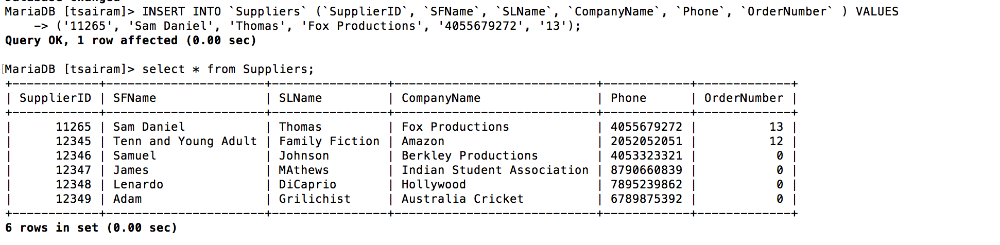 Database changed
MariaDB [tsairam]> INSERT INTO `Suppliers` (`SupplierID`, `SFName`, `SLName`, `CompanyName`, `Phone`, `OrderNumber` ) VALUES
    -> ('11265', 'Sam Daniel', 'Thomas', 'Fox Productions', '4055679272', '13');
Query OK, 1 row affected (0.00 sec)
[MariaDB [tsairam]> select * from Suppliers;
+------------+----------------------+----------------+----------------------------+------------+-------------+
| SupplierID | SFName               | SLName         | CompanyName                | Phone      | OrderNumber |
+------------+----------------------+----------------+----------------------------+------------+-------------+
|      11265 | Sam Daniel           | Thomas         | Fox Productions            | 4055679272 |          13 |
|      12345 | Tenn and Young Adult | Family Fiction | Amazon                     | 2052052051 |          12 |
|      12346 | Samuel               | Johnson        | Berkley Productions        | 4053323321 |           0 |
|      12347 | James                | MAthews        | Indian Student Association | 8790660839 |           0 |
|      12348 | Lenardo              | DiCaprio       | Hollywood                  | 7895239862 |           0 |
|      12349 | Adam                 | Grilichist     | Australia Cricket          | 6789875392 |           0 |
+------------+----------------------+----------------+----------------------------+------------+-------------+
6 rows in set (0.00 sec)